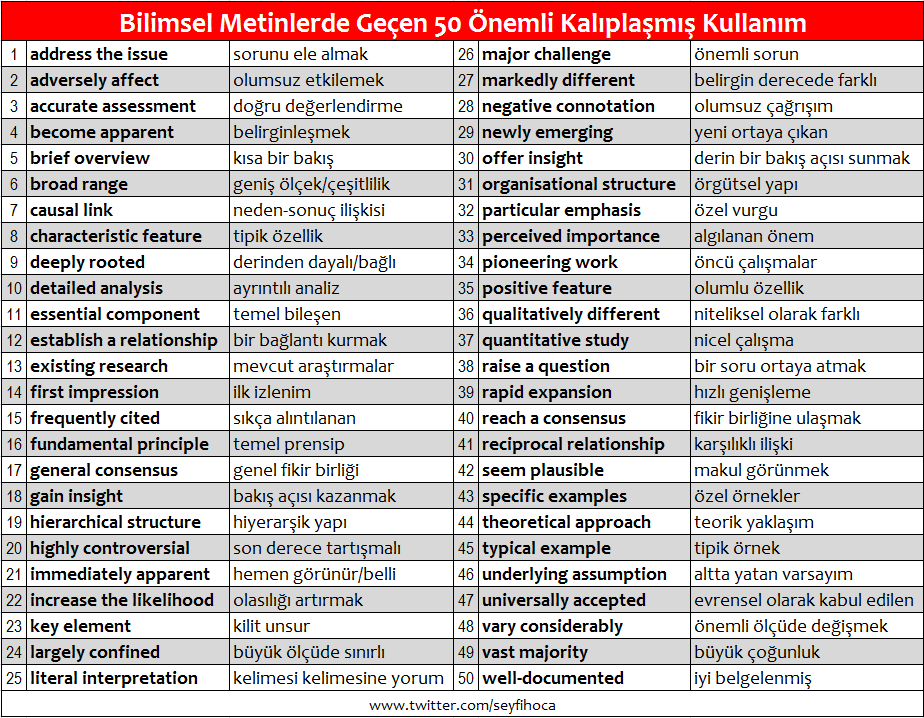 Bilimsel Metinlerde Geçen 50 Önemli Kalıplaşmış Kullanım
1 address the issue sorunu ele almak 26 major challenge önemli sorun
2 adversely affect olumsuz etkilemek 27 markedly different belirgin derecede farklı
3 accurate assessment doğru değerlendirme 28 negative connotation olumsuz çağrışım
4 become apparent belirginleşmek 29 newly emerging yeni ortaya çıkan
5 brief overview kısa bir bakış 30 offer insight derin bir bakış açısı sunmak
6 broad range geniş ölçek/çeşitlilik 31 organisational structure örgütsel yapı
7 causal link neden-sonuç ilişkisi 32 particular emphasis özel vurgu
8 characteristic feature tipik özellik 33 perceived importance algılanan önem
9 deeply rooted derinden dayalı/bağlı 34 pioneering work öncü çalışmalar
10 detailed analysis ayrıntılı analiz 35 positive feature olumlu özellik
11 essential component temel bileşen 36 qualitatively different niteliksel olarak farklı
12 establish a relationship bir bağlantı kurmak 37 quantitative study nicel çalışma
13 existing research mevcut araştırmalar 38 raise a question bir soru ortaya atmak
14 first impression ilk izlenim 39 rapid expansion hızlı genişleme
15 frequently cited sıkça alıntılanan 40 reach a consensus fikir birliğine ulaşmak
16 fundamental principle temel prensip 41 reciprocal relationship karşılıklı ilişki
17 general consensus genel fikir birliği 42 seem plausible makul görünmek
18 gain insight bakış açısı kazanmak 43 specific examples özel örnekler
19 hierarchical structure hiyerarşik yapı 44 theoretical approach teorik yaklaşım
20 highly controversial son derece tartışmalı 45 typical example tipik örnek
21 immediately apparent hemen görünür/belli 46 underlying assumption altta yatan varsayım
22 increase the likelihood olasılığı artırmak 47 universally accepted evrensel olarak kabul edilen
23 key element kilit unsur 48 vary considerably önemli ölçüde değişmek
24 largely confined büyük ölçüde sınırlı 49 vast majority büyük çoğunluk
25 literal interpretation kelimesi kelimesine yorum 50 well-documented iyi belgelenmiş
www.twitter.com/seyfihoca